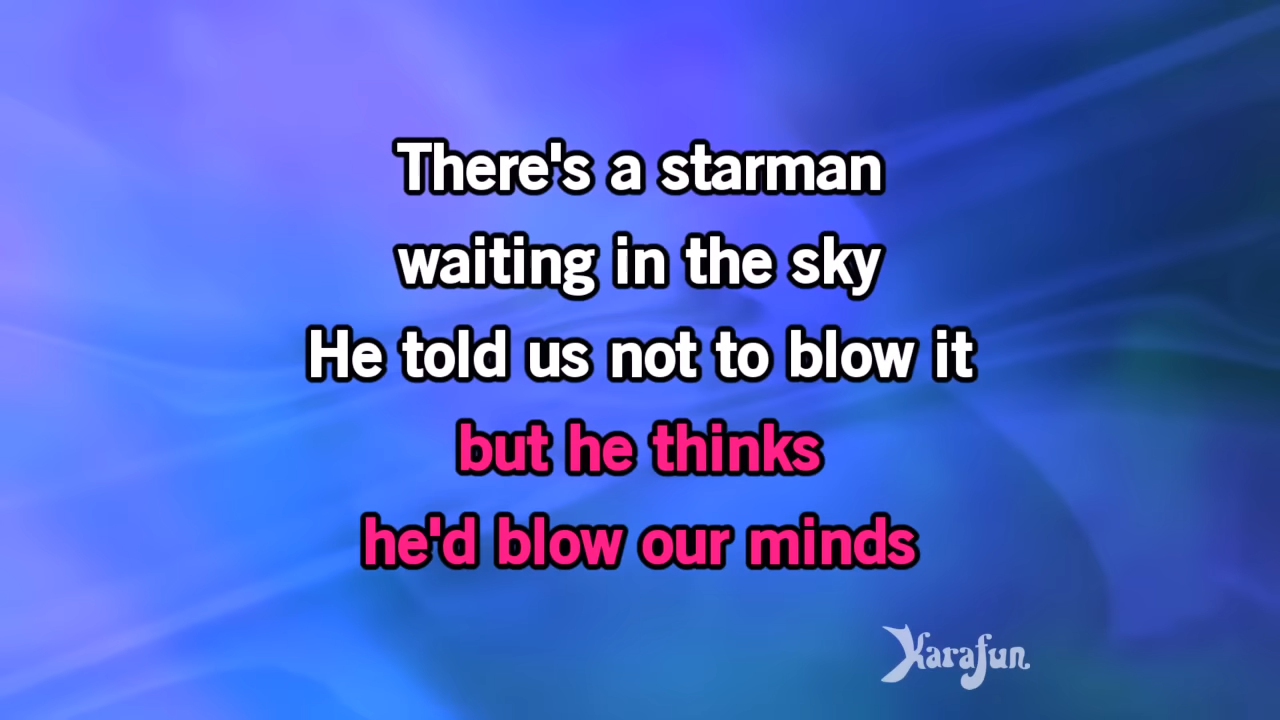 There's a starman
waiting in the sky
He told us not to blow it
but he thinks
he'd blow our minds
Karafun